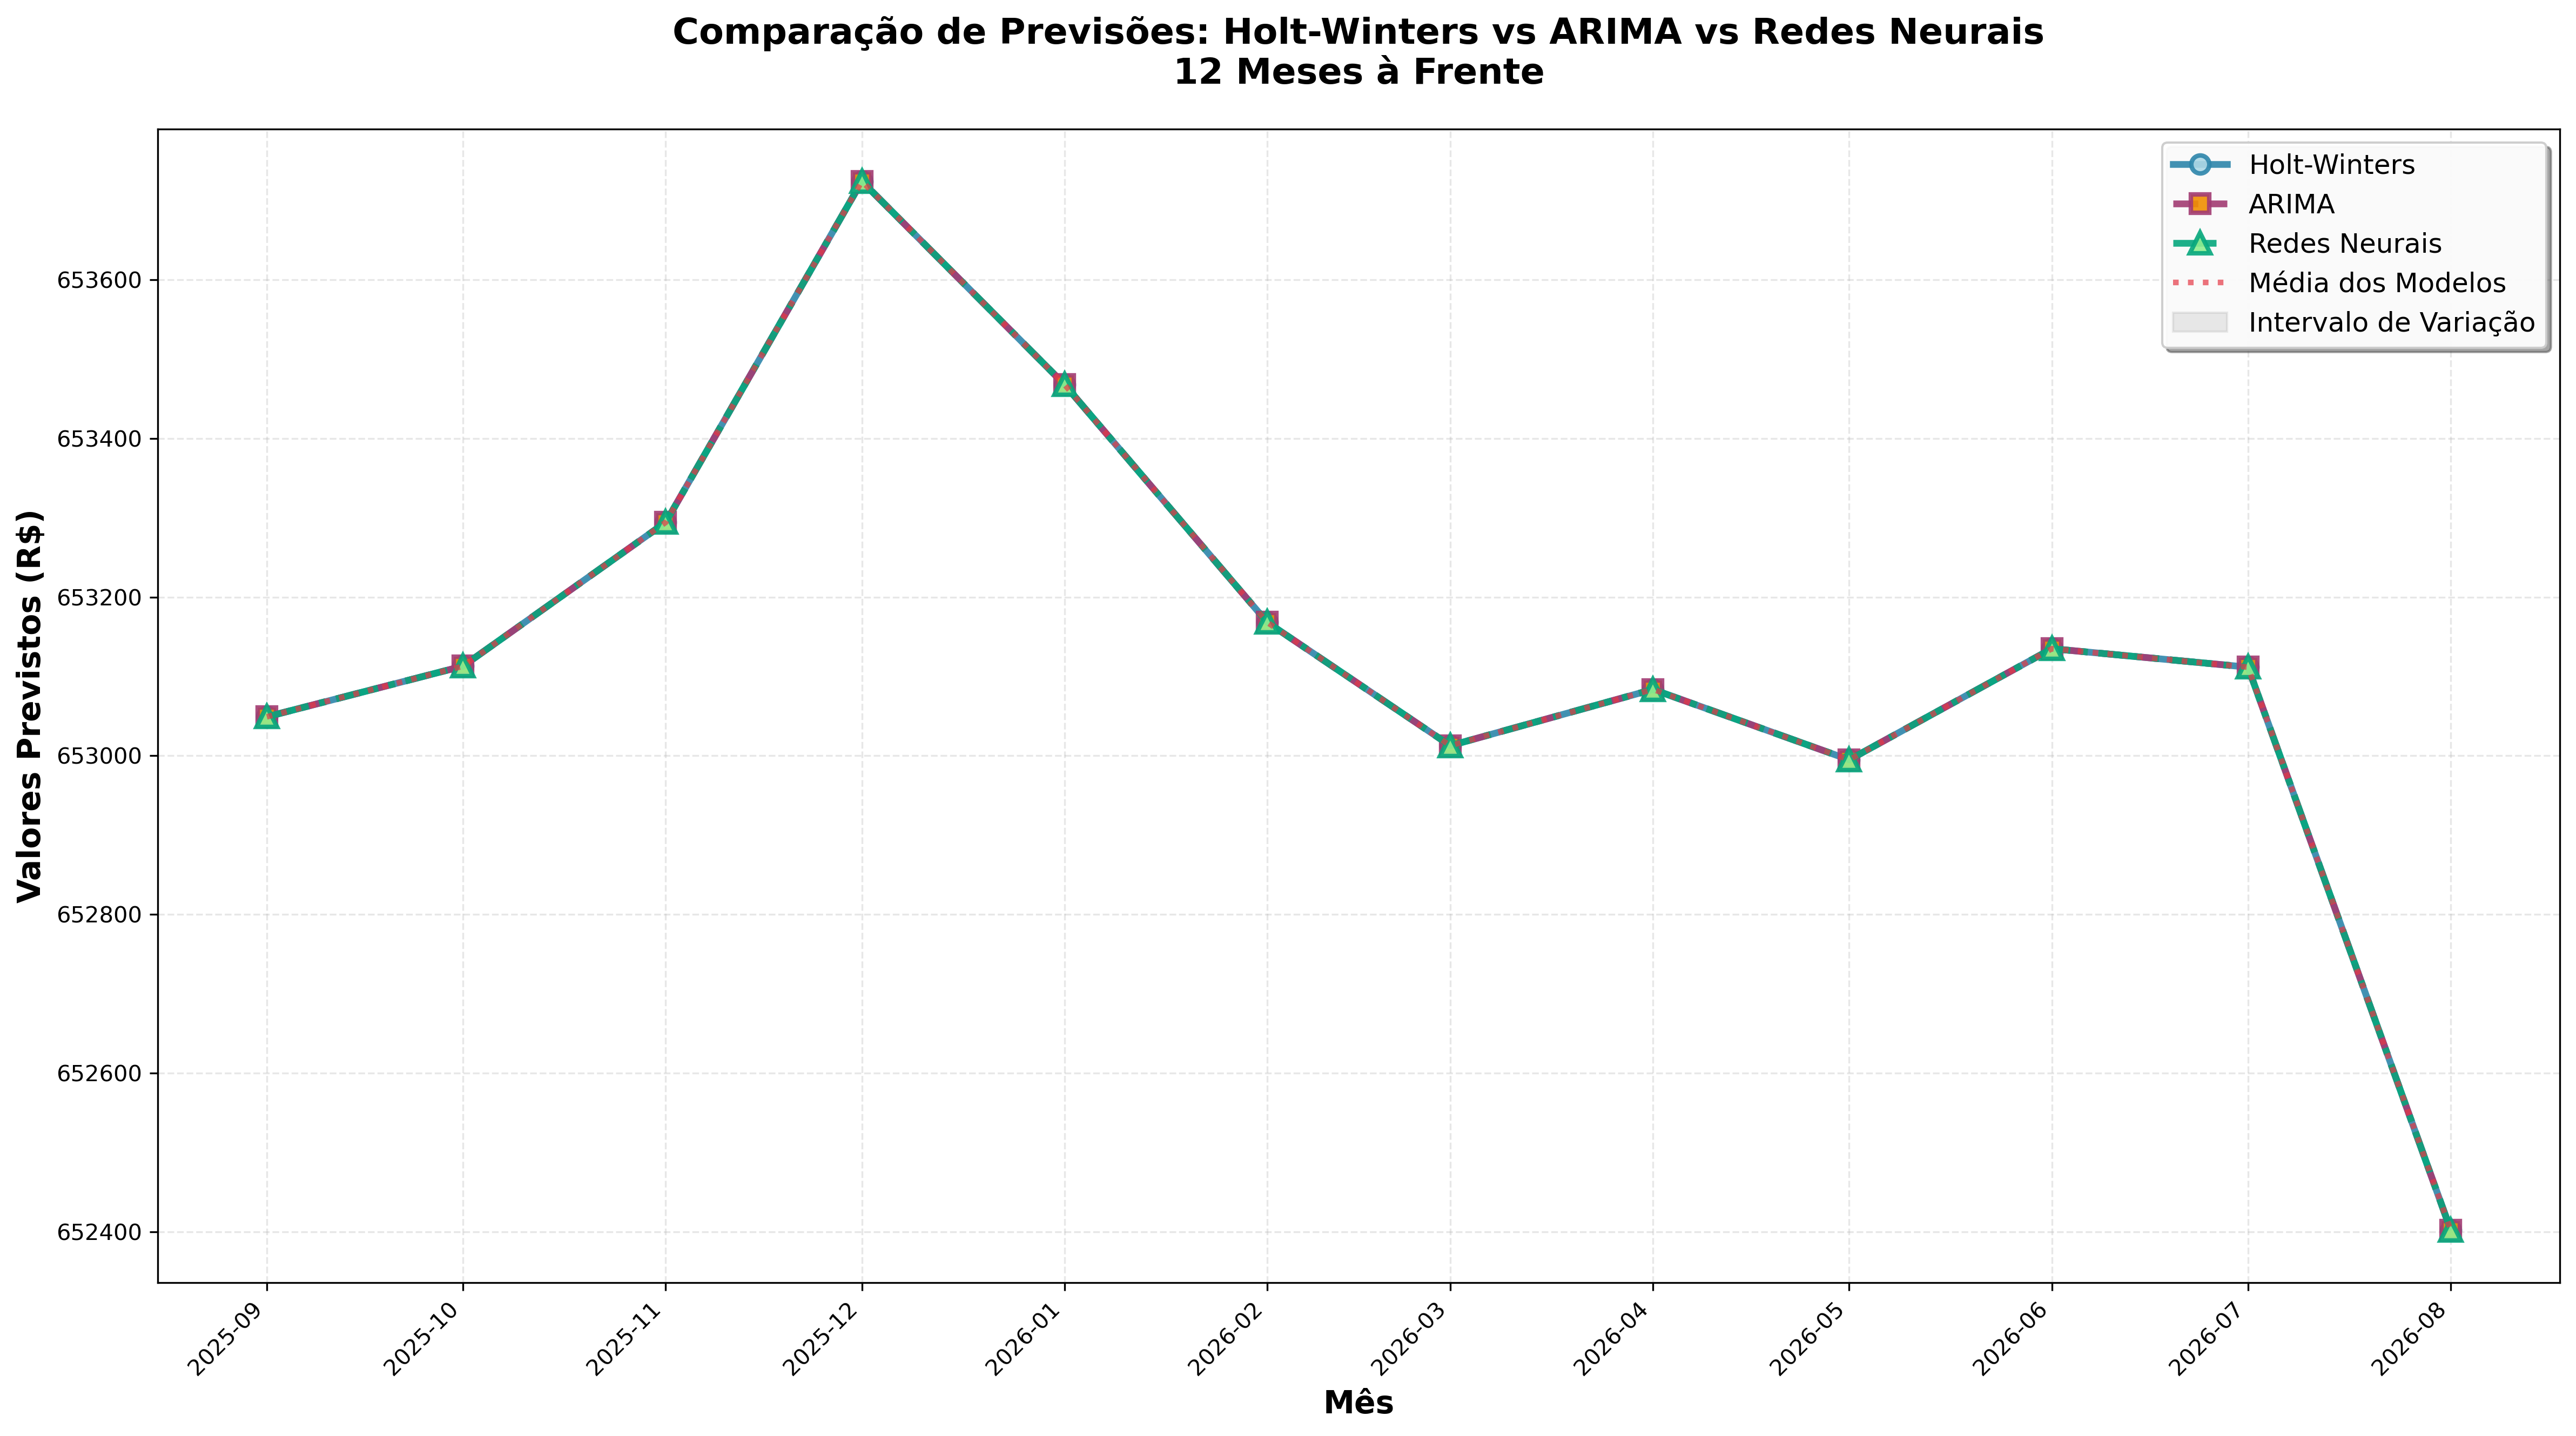 Comparação de Previsões: Holt-Winters vs ARIMA vs Redes Neurais
12 Meses à Frente
Holt-Winters
ARIMA
Redes Neurais
Média dos Modelos
Intervalo de Variação
Valores Previstos (R$)
653600
653400
653200
653000
652800
652600
652400
2025-09
2025-10
2025-11
2025-12
2026-01
2026-02
2026-03
2026-04
2026-05
2026-06
2026-07
2026-08
Mês